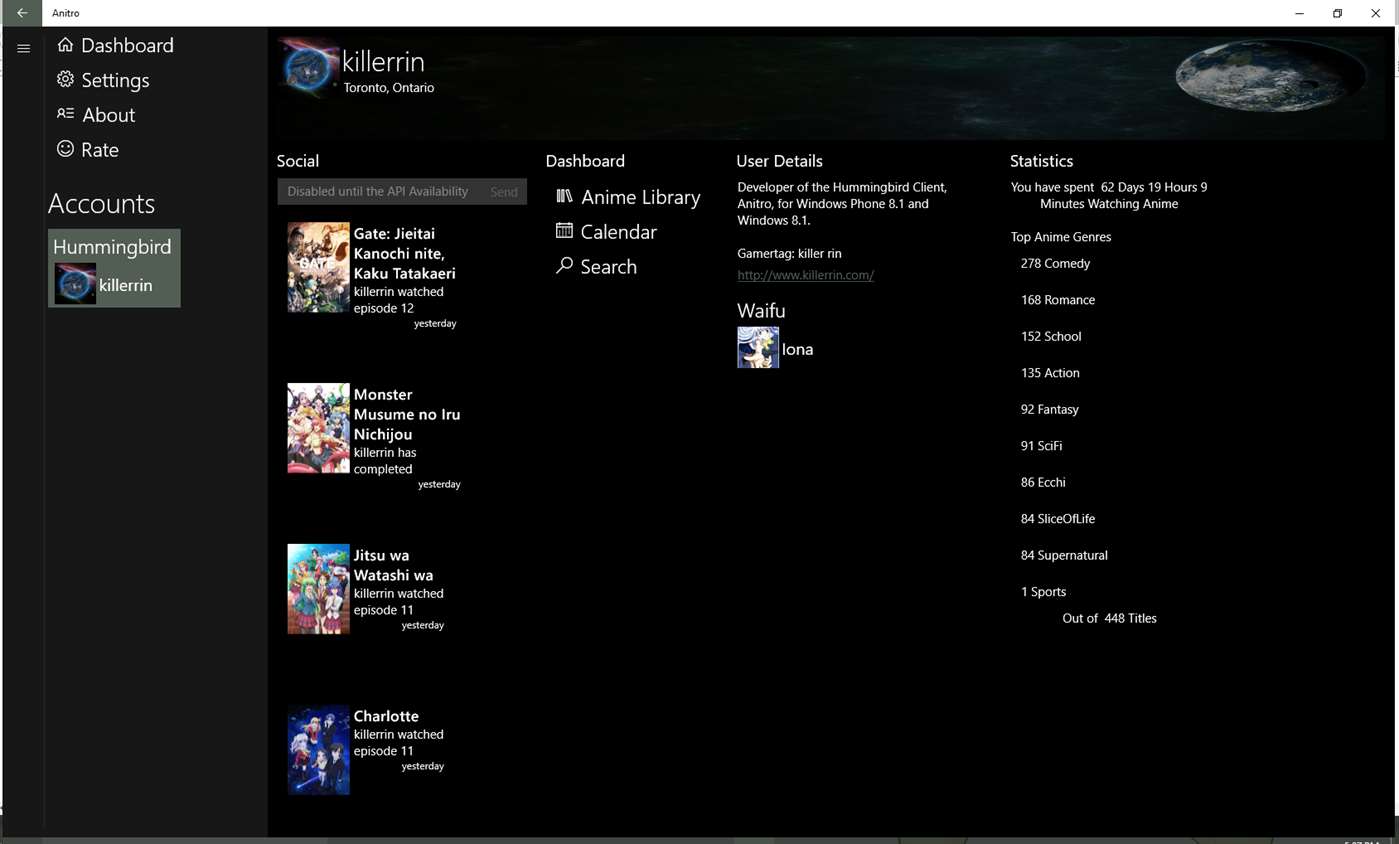 Anitro
Dashboard
Settings
About
Rate
Accounts
Hummingbird
killerrin
killerrin
Toronto, Ontario
Social
Disabled until the API Availability Send
Gate: Jieitai
Kanochi nite,
Kaku Tatakaeri
killerrin watched
episode 12
yesterday
GATE
Monster
Musume no Iru
Nichijou
killerrin has
completed
yesterday
Jitsu wa
Watashi wa
killerrin watched
episode 11
yesterday
Charlotte
killerrin watched
episode 11
yesterday
Dashboard
Anime Library
Calendar
Search
User Details
Developer of the Hummingbird Client,
Anitro, for Windows Phone 8.1 and
Windows 8.1.
Gamertag: killer rin
http://www.killerrin.com/
Waifu
Iona
Statistics
You have spent 62 Days 19 Hours 9
Minutes Watching Anime
Top Anime Genres
278 Comedy
168 Romance
152 School
135 Action
92 Fantasy
91 SciFi
86 Ecchi
84 SliceOfLife
84 Supernatural
1 Sports
Out of 448 Titles